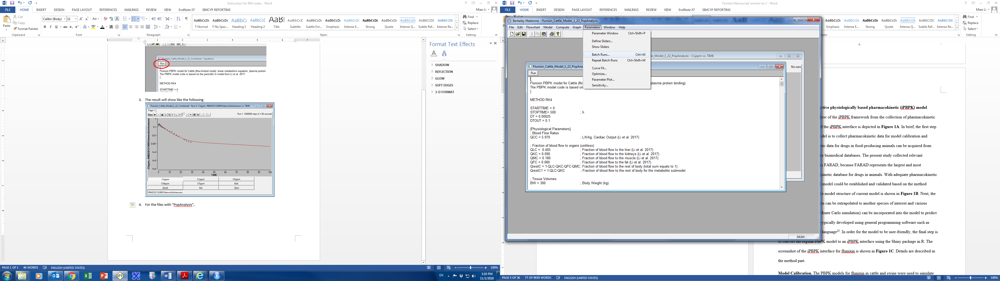 Instruction for BM codes - Word
FILE HOME INSERT DESIGN PAGE LAYOUT REFERENCES MAILINGS REVIEW VIEW EndNote X7 SIMCYP REPORTING
Miao Li
Cut
Copy
Format Painter
Paste
Calibri (Body) 11
AaBbCcDc AaBbCcDc AaBbC( AaBbCcC AaB AaBbCcC AaBbCcDc AaBbCcDc AaBbCcDc AaBbCcDc AaBbCcDc AaBbCcDc AaBbCcDc AABBCCDC AABBCCDC
¶ Normal ¶ No Spac... Heading 1 Heading 2 Title Subtitle Subtle Em... Emphasis Intense E... Strong Quote Intense Q... Subtle Ref... Intense Re...
Find
Replace
Select
Clipboard Font Paragraph Styles Editing
Flunixin_Cattle_Model_1_22_Combined - Equations
Run
{
Flunixin PBPK model for Cattle (flow-limited model, linear metabolism equation, plasma protein
The PBPK model code is based on the penicillin G model from Li et al. 2017
}
METHOD RK4
STARTTIME = 0
3. The result will show like the following
Flunixin_Cattle_Model_1_22_Combined - Run 1: CVppm, #IM22SCV1995OdensvikJohansson vs. TIME
Page 1
Run
Run 1: 1600000 steps in 1.06 seconds
CVppm, #IM22SCV1995OdensvikJohansson
1
0.1
0.01
0.001
1e-4
1e-5
1e-6
0 10 20 30 40 50 60 70 80 90 100
TIME
CVppm CLppm CKppm
CMppm CFppm Bal1
Qbal1 Bal Qbal
#IM22SCV1995OdensvikJohansson
4. For the files with “PopAnalysis”,
Format Text Effects
SHADOW
REFLECTION
GLOW
SOFT EDGES
3-D FORMAT
PAGE 1 OF 1 46 WORDS ENGLISH (UNITED STATES) 100%
EN 3:18 PM
11/2/2018
Flunixin Manuscript revised ver 2 - Word
FILE HOME INSERT DESIGN PAGE LAYOUT REFERENCES MAILINGS REVIEW VIEW EndNote X7 SIMCYP REPORTING
Miao Li
Emphasis Intense E... Strong Quote Intense Q... Subtle Ref... Intense Re...
Find
Replace
Select
Editing
Berkeley Madonna - Flunixin_Cattle_Model_1_22_PopAnalysis
File Edit Flowchart Model Compute Graph Parameters Window Help
Parameter Window Ctrl+Shift+P
Define Sliders...
Show Sliders
Batch Runs... Ctrl+M
Repeat Batch Runs Ctrl+Shift+M
Curve Fit...
Optimize...
Parameter Plot...
Sensitivity...
le_Model_1_22_PopAnalysis - CLppm vs. TIME
No runs
Flunixin_Cattle_Model_1_22_PopAna
Run
{
Flunixin PBPK model for Cattle (flow plasma protein binding)
The PBPK model code is based on
}
METHOD RK4
STARTTIME = 0
STOPTIME= 500 ; h
DT = 0.00025
DTOUT = 0.1
{Physiological Parameters}
; Blood Flow Rates
QCC = 5.970 ; L/h/kg, Cardiac Output (Li et al. 2017)
; Fraction of blood flow to organs (unitless)
QLC = 0.405 ; Fraction of blood flow to the liver (Li et al. 2017)
QKC = 0.090 ; Fraction of blood flow to the kidneys (Li et al. 2017)
QMC = 0.180 ; Fraction of blood flow to the muscle (Li et al. 2017)
QFC = 0.080 ; Fraction of blood flow to the fat (Li et al. 2017)
QrestC = 1-QLC-QKC-QFC-QMC ; Fraction of blood flow to the rest of body (total sum equals to 1)
QrestC1 = 1-QLC-QKC ; Fraction of blood flow to the rest of body for the metabolite submodel
; Tissue Volumes
BW = 300 ; Body Weight (kg)
NUM
ctive physiologically based pharmacokinetic (iPBPK) model
ow of the iPBPK framework from the collection of pharmacokinetic
f the iPBPK interface is depicted in Figure 1A. In brief, the first step
del is to collect pharmacokinetic data for model calibration and
tic data for drugs in food-producing animals can be acquired from
er biomedical databases. The present study collected relevant
n FARAD, because FARAD represents the largest and most
kinetic database for drugs in animals. With adequate pharmacokinetic
model could be established and validated based on the method
e model structure of current model is shown in Figure 1B. Next, the
es can be extrapolated to another species of interest and various
Monte Carlo simulation) can be incorporated into the model to predict
ypically developed using general programming software such as
language25. In order for the model to be user-friendly, the final step is
to convert the regular PBPK model to an iPBPK interface using the Shiny package in R. The
screenshot of the iPBPK interface for flunixin is shown in Figure 1C. Details are described in
the method part.
Model Calibration. The PBPK models for flunixin in cattle and swine were used to simulate
PAGE 5 OF 36 77 OF 9039 WORDS ENGLISH (UNITED STATES) 100%